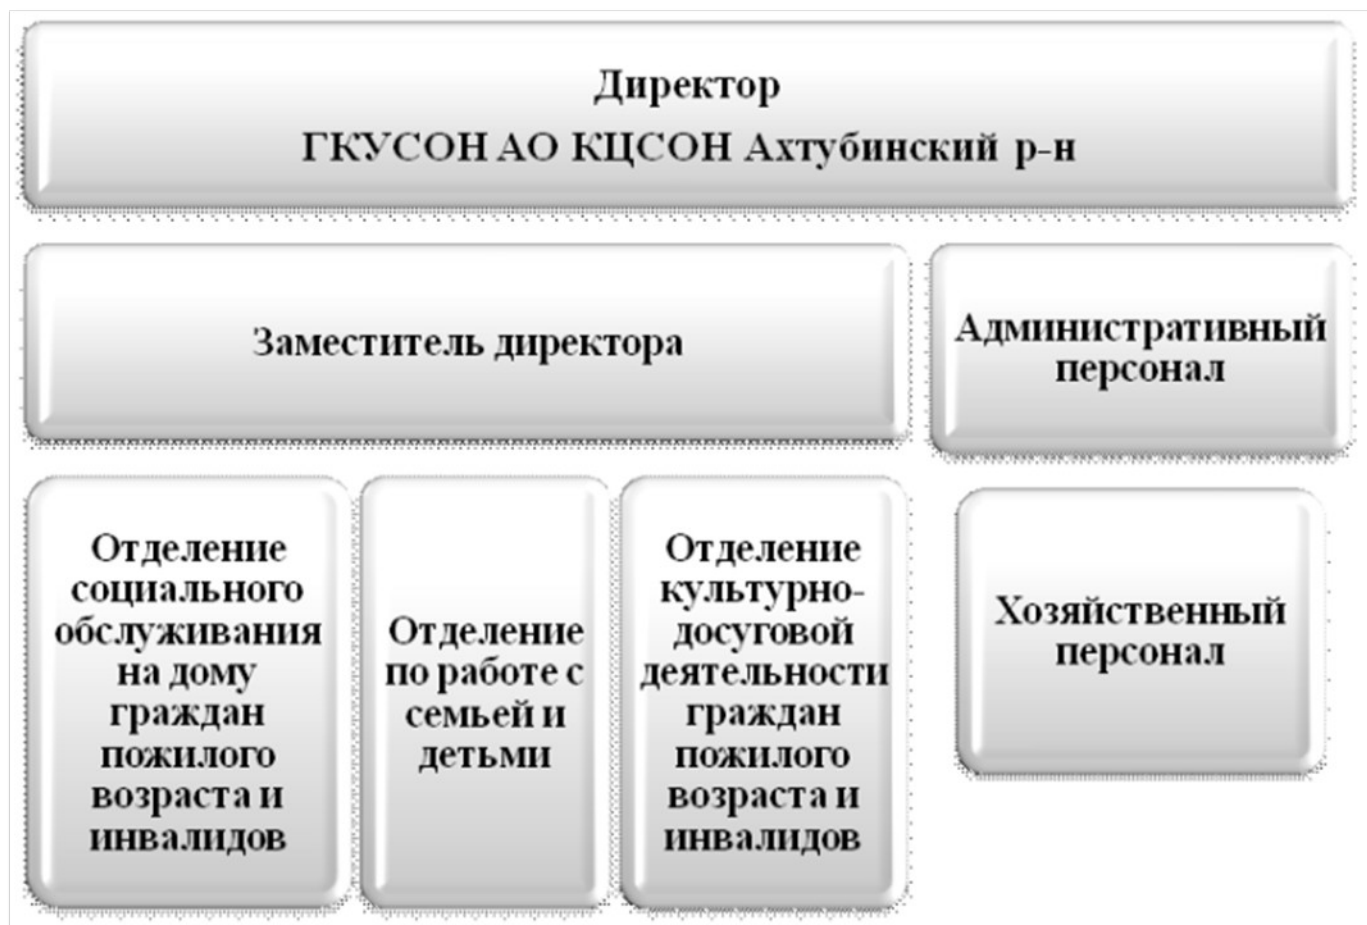 Директор
ГКУСОН АО КЦСОН Ахтубинский р-н
Заместитель директора
Административный
персонал
Отделение
социального
обслуживания
на дому
граждан
пожилого
возраста и
инвалидов
Отделение
по работе с
семьей и
детьми
Отделение
культурно-
досуговой
деятельности
граждан
пожилого
возраста и
инвалидов
Хозяйственный
персонал